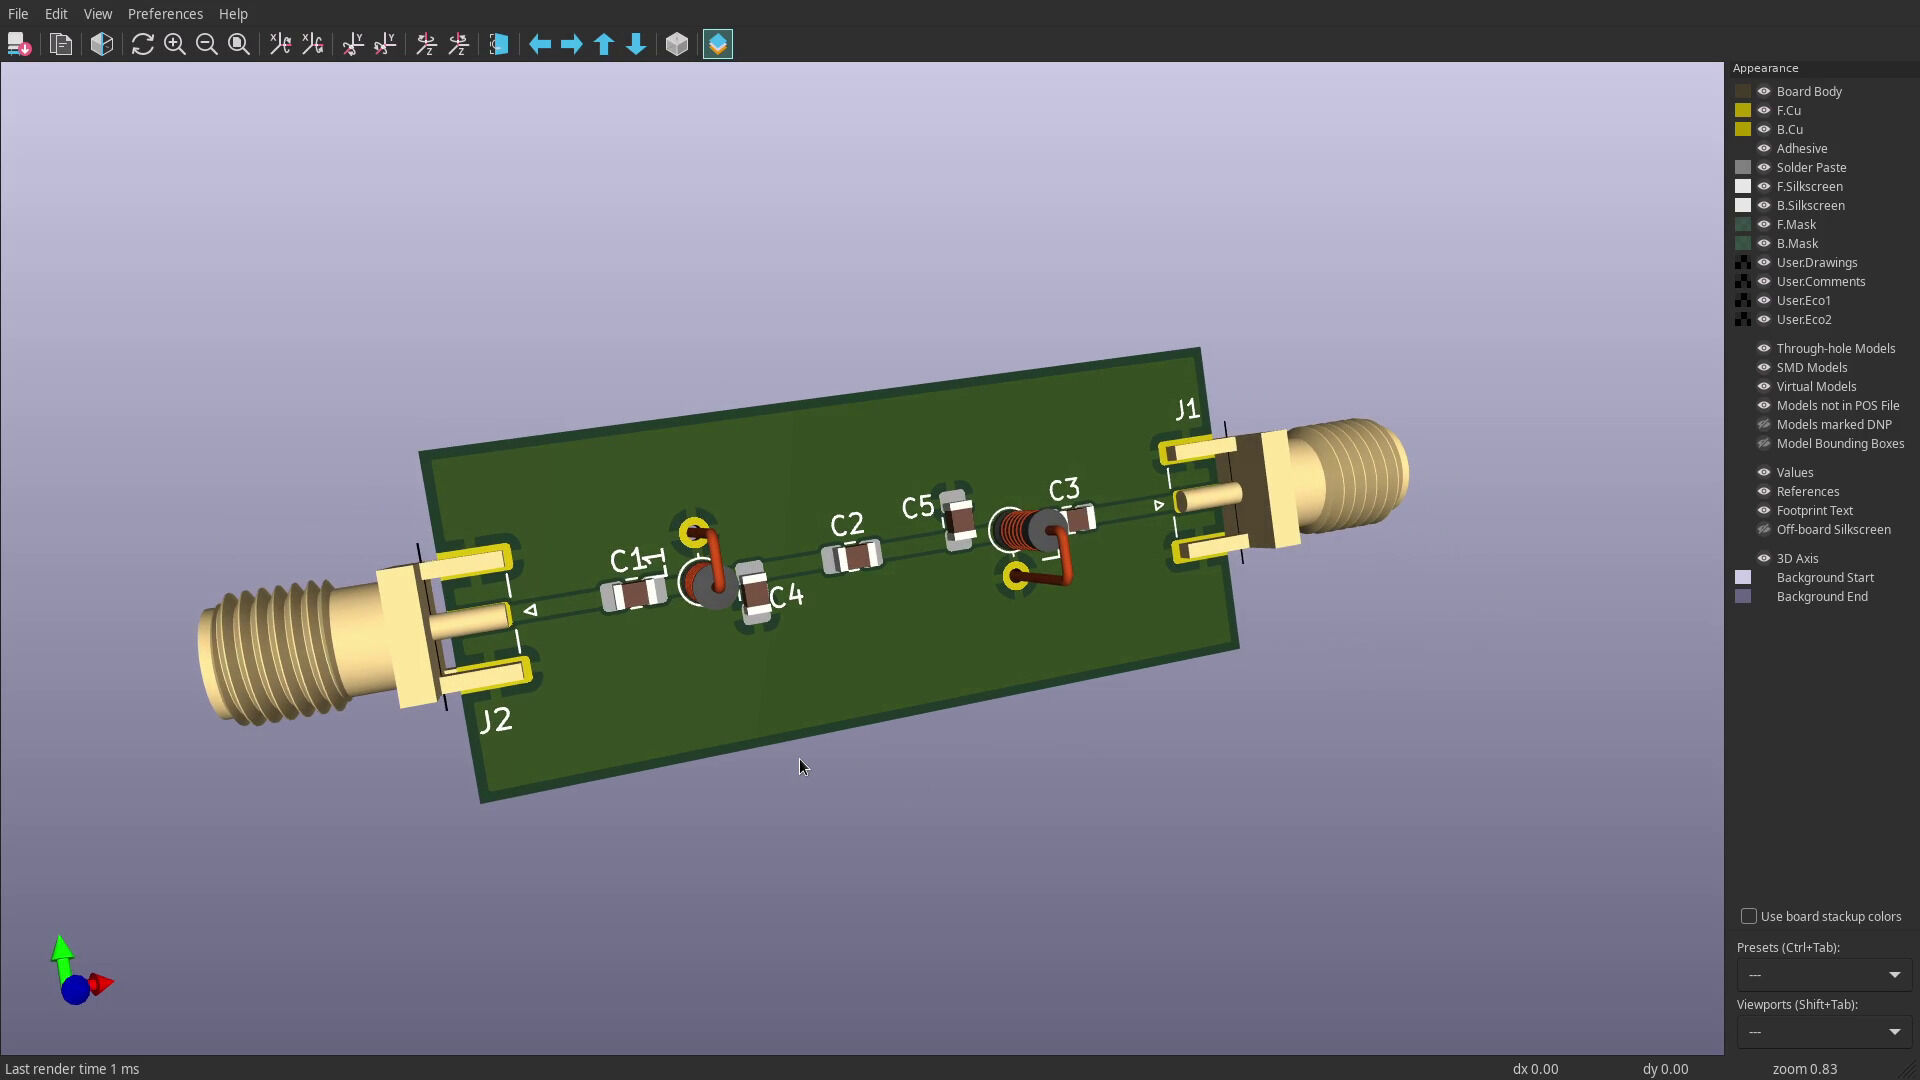 File Edit View Preferences Help
Appearance
Board Body
F.Cu
B.Cu
Adhesive
Solder Paste
F.Silkscreen
B.Silkscreen
F.Mask
B.Mask
User.Drawings
User.Comments
User.Eco1
User.Eco2
Through-hole Models
SMD Models
Virtual Models
Models not in POS File
Models marked DNP
Model Bounding Boxes
Values
References
Footprint Text
Off-board Silkscreen
3D Axis
Background Start
Background End
Use board stackup colors
Presets (Ctrl+Tab):
---
Viewports (Shift+Tab):
---
J1
C3
C5
C2
C1
C4
J2
Last render time 1 ms
dx 0.00
dy 0.00
zoom 0.83